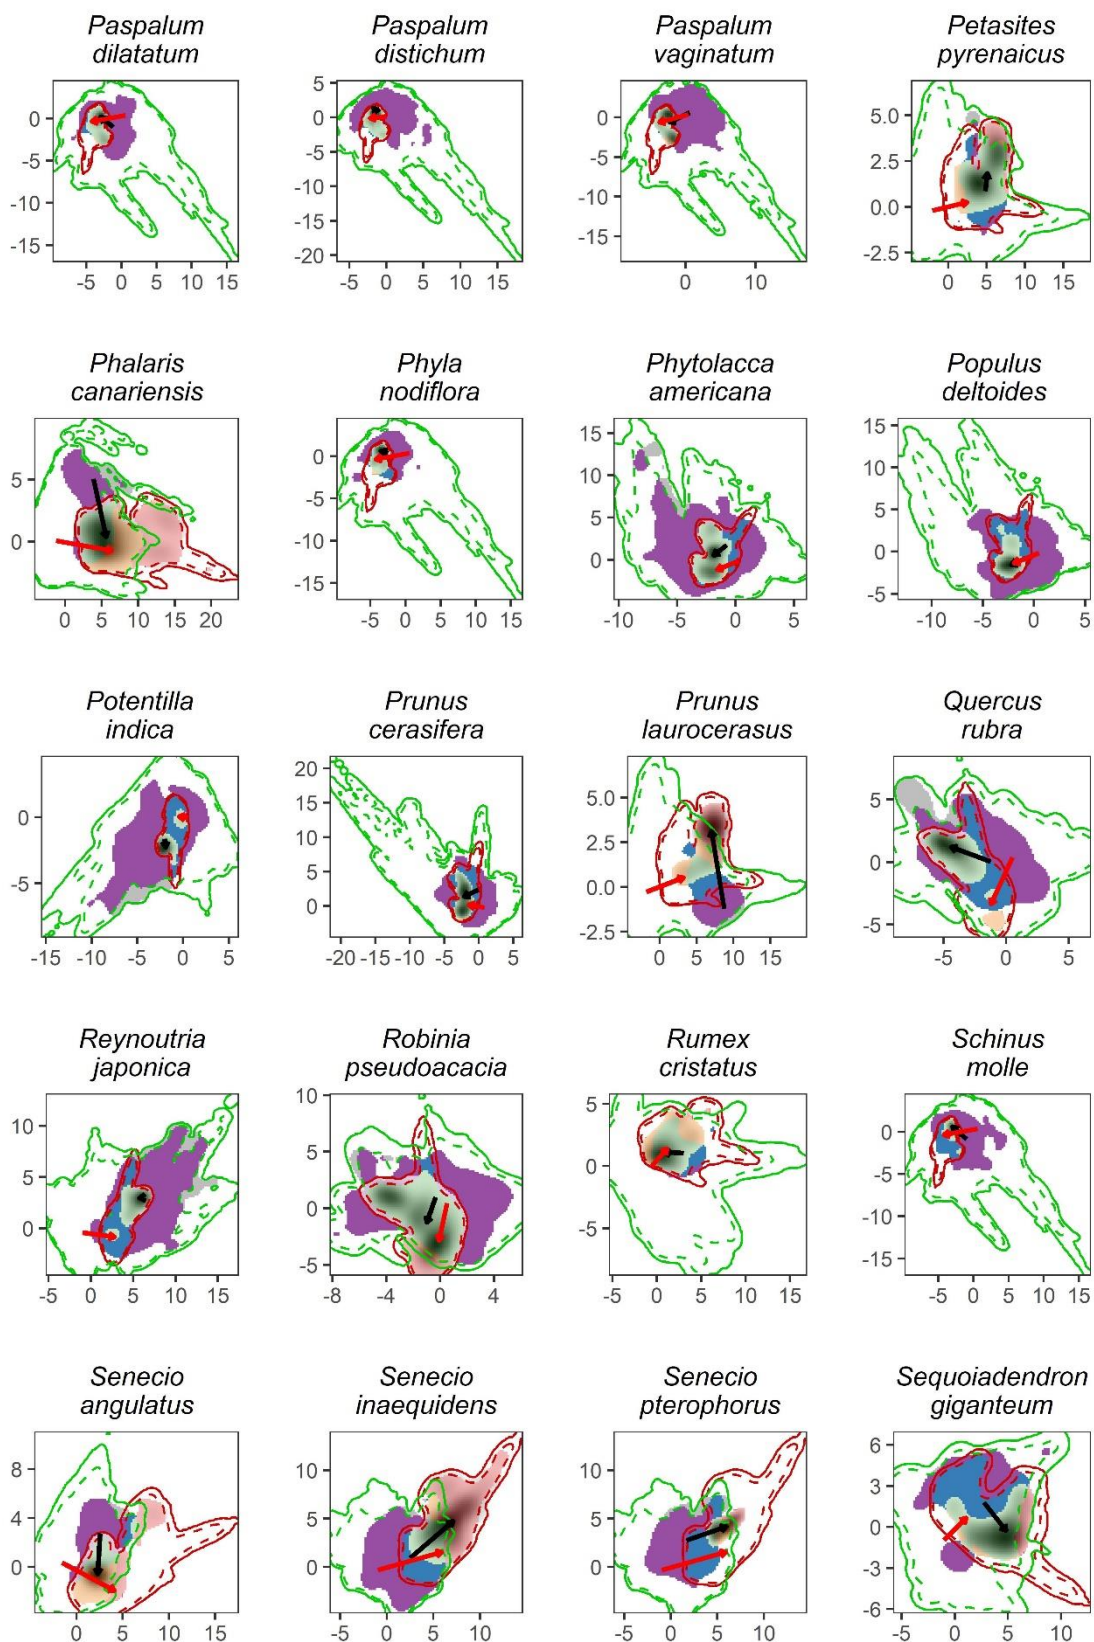 Paspalum dilatatum
Paspalum distichum
Paspalum vaginatum
Petasites pyrenaicus
0
-5
-10
-15
-5 0 5 10 15
5
0
-5
-10
-15
-20
-5 0 5 10 15
0
-5
-10
-15
0 10
5.0
2.5
0.0
-2.5
0 5 10 15
Phalaris canariensis
Phyla nodiflora
Phytolacca americana
Populus deltoides
5
0
0 5 10 15 20
0
-5
-10
-15
-5 0 5 10 15
15
10
5
0
-10 -5 0 5
15
10
5
0
-5
-10 -5 0 5
Potentilla indica
Prunus cerasifera
Prunus laurocerasus
Quercus rubra
0
-5
-15 -10 -5 0 5
20
15
10
5
0
-20 -15 -10 -5 0 5
5.0
2.5
0.0
-2.5
0 5 10 15
5
0
-5
-5 0 5
Reynoutria japonica
Robinia pseudoacacia
Rumex cristatus
Schinus molle
10
5
0
-5 0 5 10 15
10
5
0
-5
-8 -4 0 4
5
0
-5
-5 0 5 10 15
0
-5
-10
-15
-5 0 5 10 15
Senecio angulatus
Senecio inaequidens
Senecio pterophorus
Sequoiadendron giganteum
8
4
0
0 5 10 15
10
5
0
-5 0 5 10 15
10
5
0
-5 0 5 10 15
6
3
0
-3
-6
-5 0 5 10